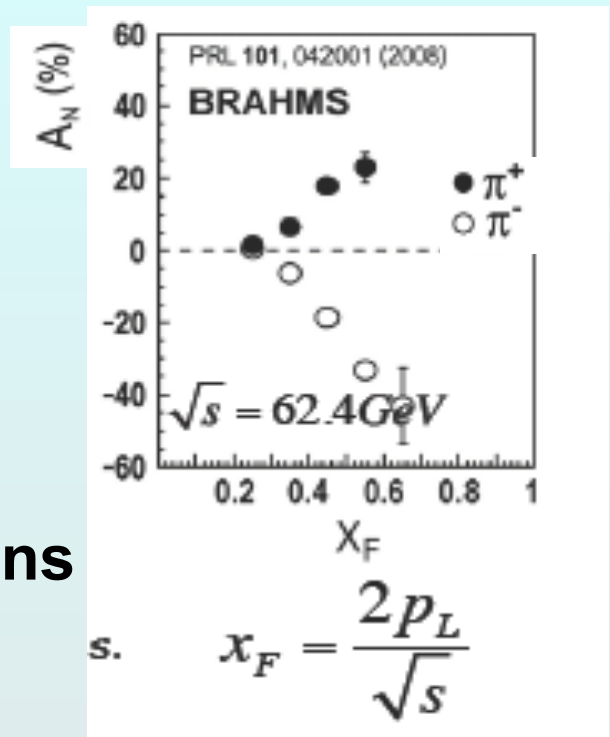 60
PRL 101, 042001 (2008)
A_N (%)
BRAHMS
40
20
π⁺
π⁻
0
-20
-40
√s = 62.4GeV
-60
0.2 0.4 0.6 0.8 1
X_F
ns
s.
x_F = 2p_L / √s